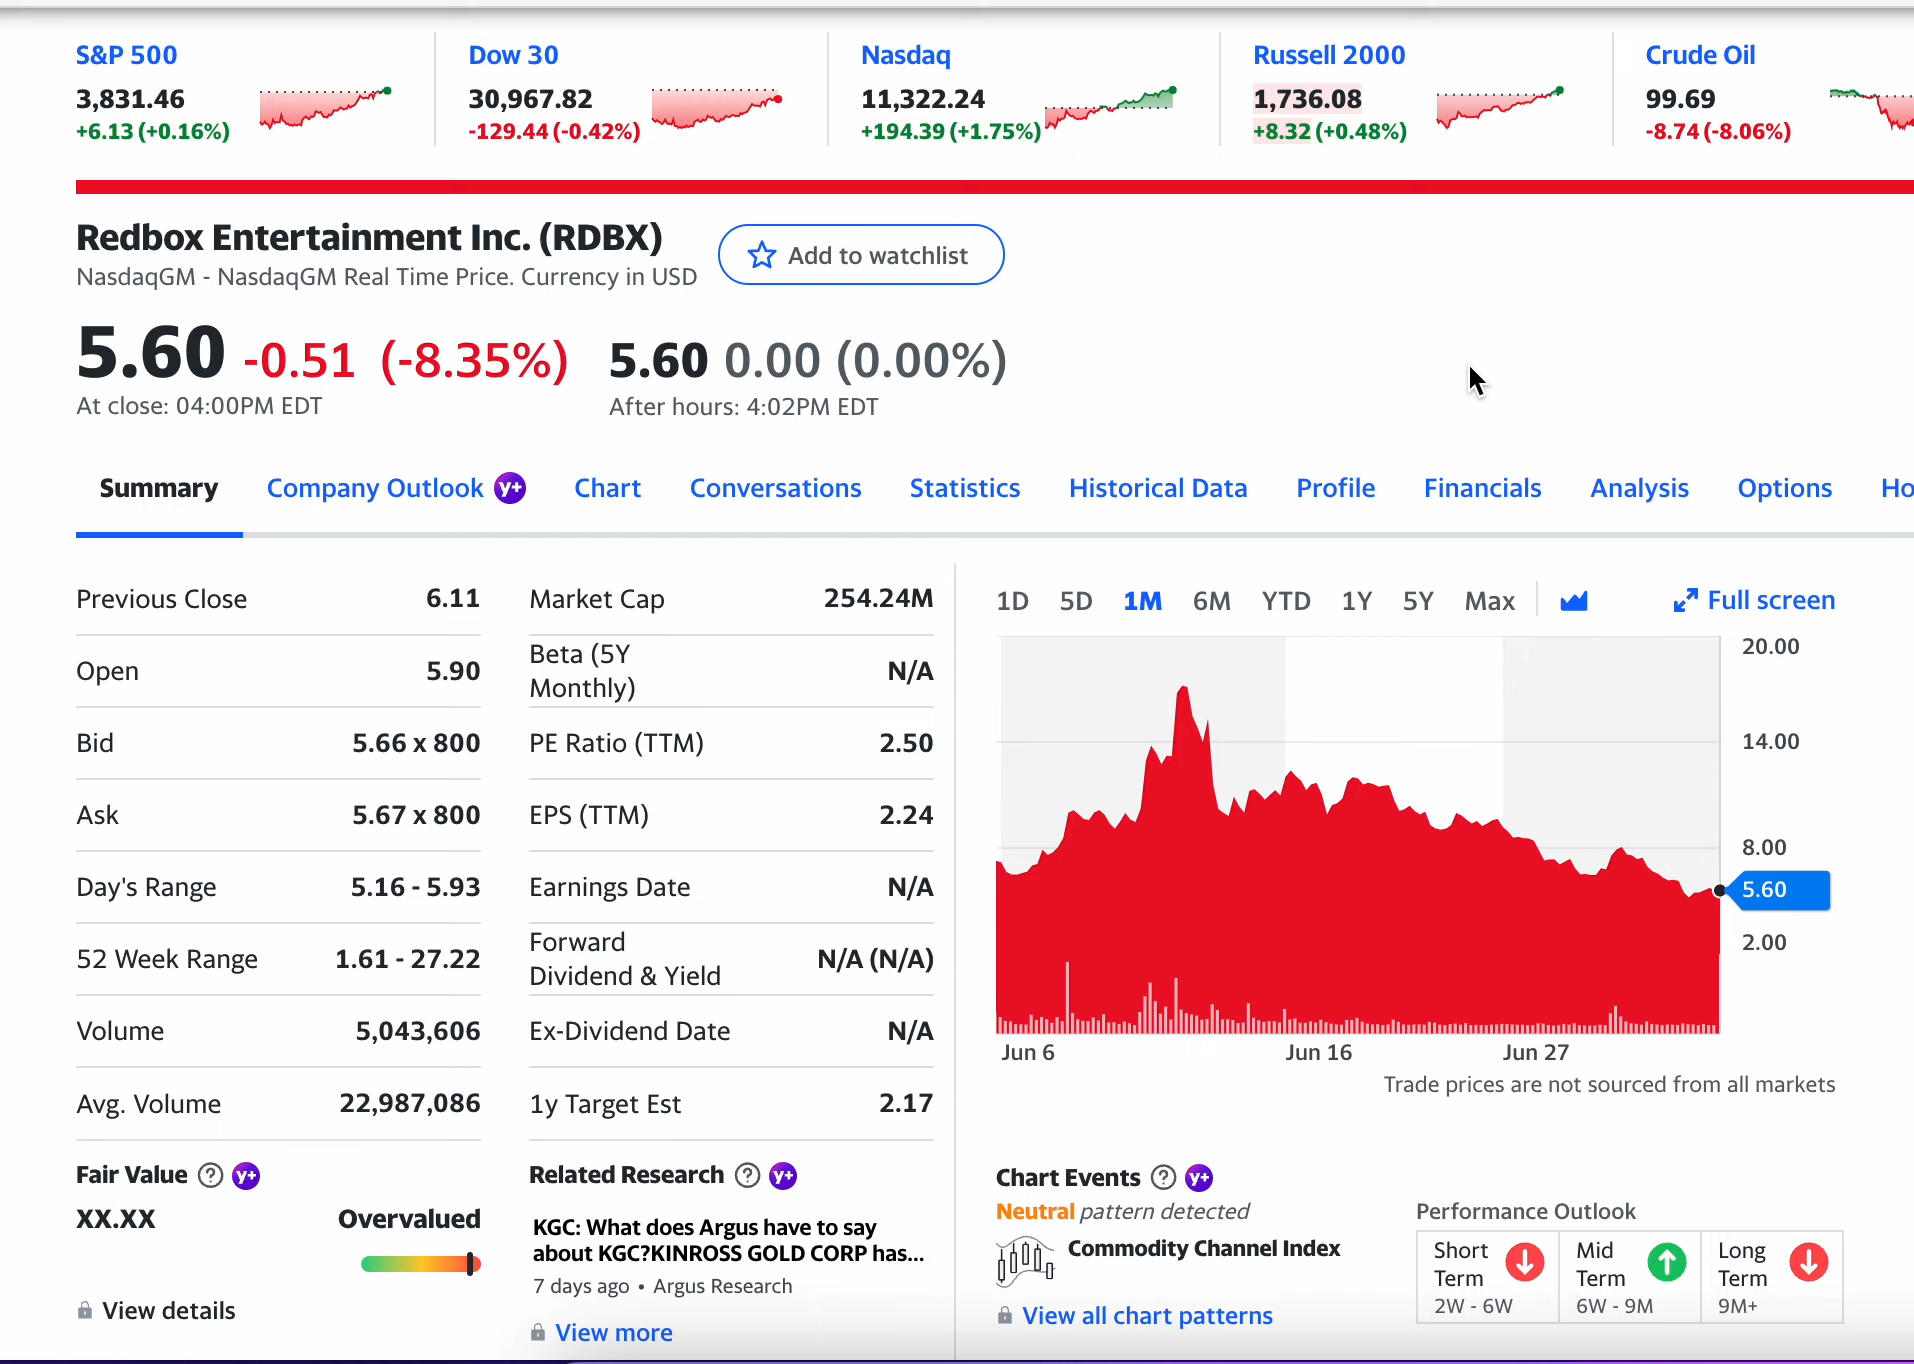 S&P 500
3,831.46
+6.13 (+0.16%)
Dow 30
30,967.82
-129.44 (-0.42%)
Nasdaq
11,322.24
+194.39 (+1.75%)
Russell 2000
1,736.08
+8.32 (+0.48%)
Crude Oil
99.69
-8.74 (-8.06%)
Redbox Entertainment Inc. (RDBX)
NasdaqGM - NasdaqGM Real Time Price. Currency in USD
Add to watchlist
5.60 -0.51 (-8.35%)
At close: 04:00PM EDT
5.60 0.00 (0.00%)
After hours: 4:02PM EDT
Summary Company Outlook y+ Chart Conversations Statistics Historical Data Profile Financials Analysis Options Ho
Previous Close 6.11
Open 5.90
Bid 5.66 x 800
Ask 5.67 x 800
Day's Range 5.16 - 5.93
52 Week Range 1.61 - 27.22
Volume 5,043,606
Avg. Volume 22,987,086
Market Cap 254.24M
Beta (5Y
Monthly) N/A
PE Ratio (TTM) 2.50
EPS (TTM) 2.24
Earnings Date N/A
Forward
Dividend & Yield N/A (N/A)
Ex-Dividend Date N/A
1y Target Est 2.17
1D 5D 1M 6M YTD 1Y 5Y Max Full screen
20.00
14.00
8.00
5.60
2.00
Jun 6 Jun 16 Jun 27
Trade prices are not sourced from all markets
Fair Value ? y+
XX.XX Overvalued
View details
Related Research ? y+
KGC: What does Argus have to say
about KGC?KINROSS GOLD CORP has...
7 days ago • Argus Research
View more
Chart Events ? y+
Neutral pattern detected
Commodity Channel Index
View all chart patterns
Performance Outlook
Short
Term
2W - 6W
Mid
Term
6W - 9M
Long
Term
9M+